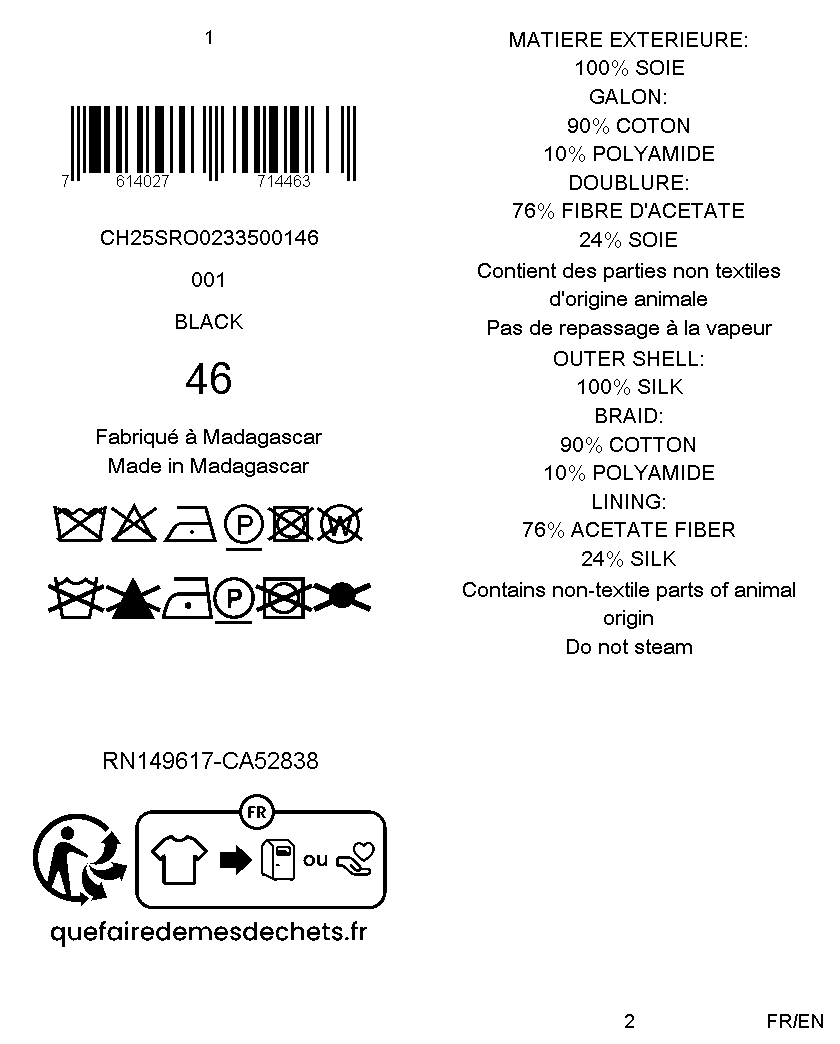 1
7 614027 714463
CH25SRO0233500146
001
BLACK
46
Fabriqué à Madagascar
Made in Madagascar
P
W
P
RN149617-CA52838
FR
ou
quefairedemesdechets.fr
MATIERE EXTERIEURE:
100% SOIE
GALON:
90% COTON
10% POLYAMIDE
DOUBLURE:
76% FIBRE D'ACETATE
24% SOIE
Contient des parties non textiles
d'origine animale
Pas de repassage à la vapeur
OUTER SHELL:
100% SILK
BRAID:
90% COTTON
10% POLYAMIDE
LINING:
76% ACETATE FIBER
24% SILK
Contains non-textile parts of animal
origin
Do not steam
2
FR/EN